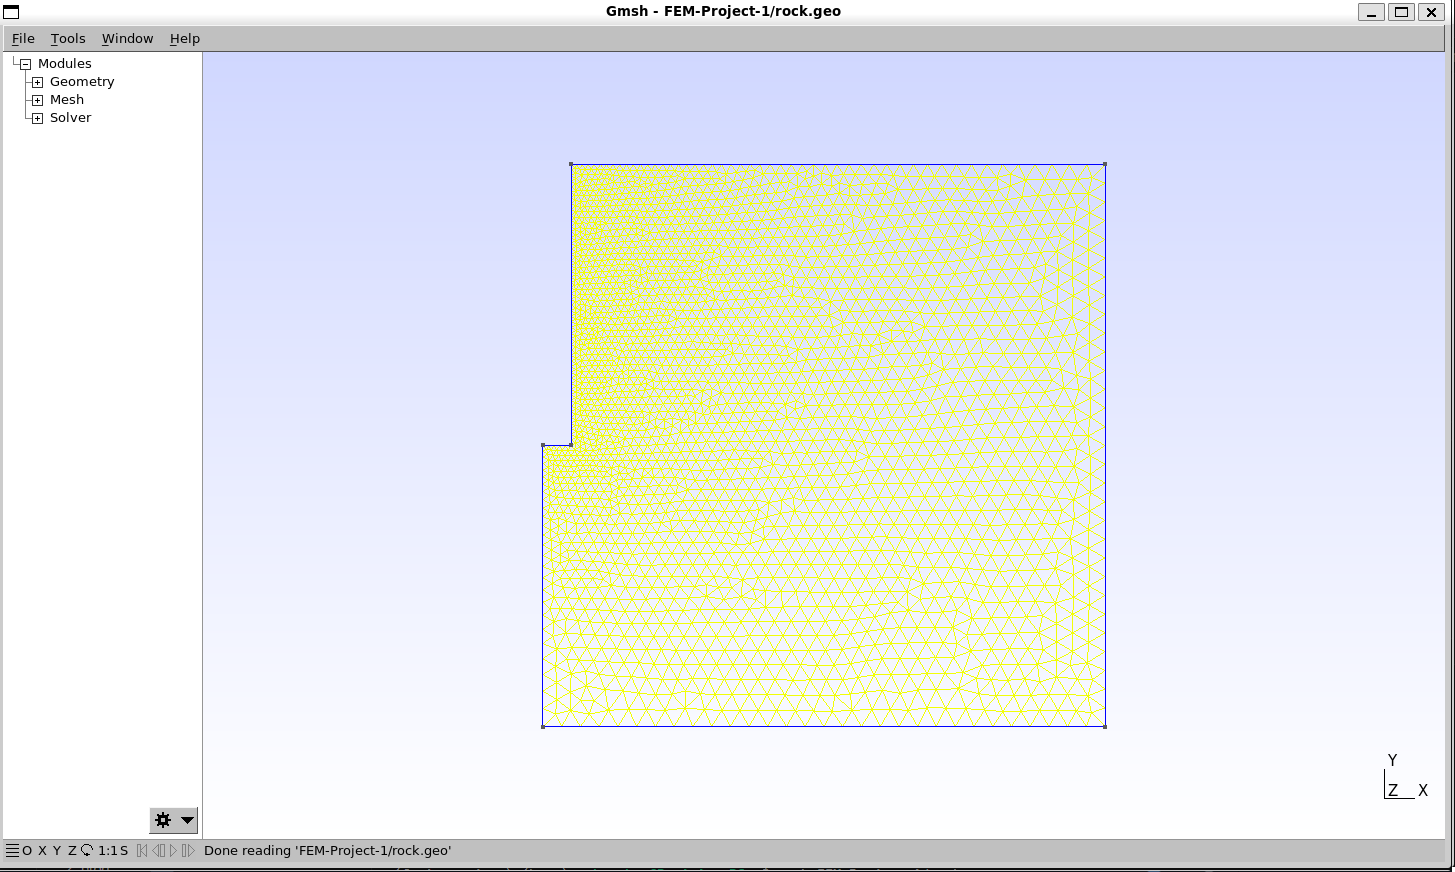 Gmsh - FEM-Project-1/rock.geo
File Tools Window Help
Modules
Geometry
Mesh
Solver
Y
Z X
O X Y Z 1:1 S Done reading 'FEM-Project-1/rock.geo'